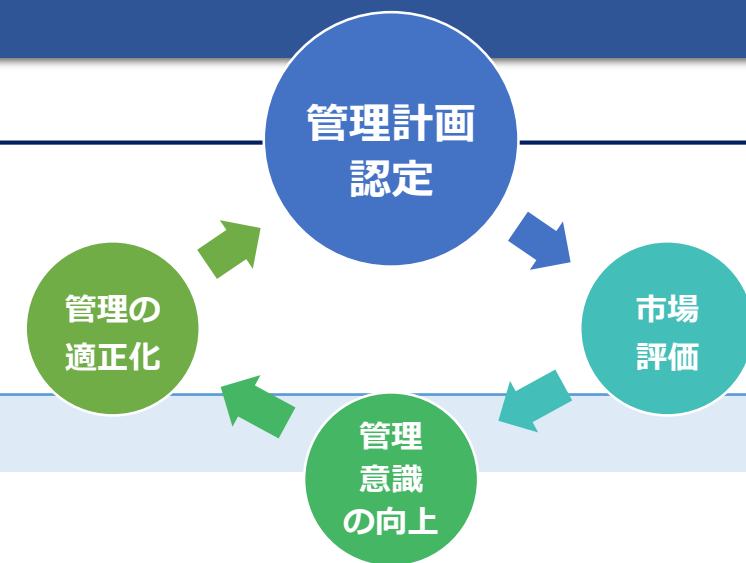 管理計画
認定
管理の
適正化
市場
評価
管理
意識
の向上